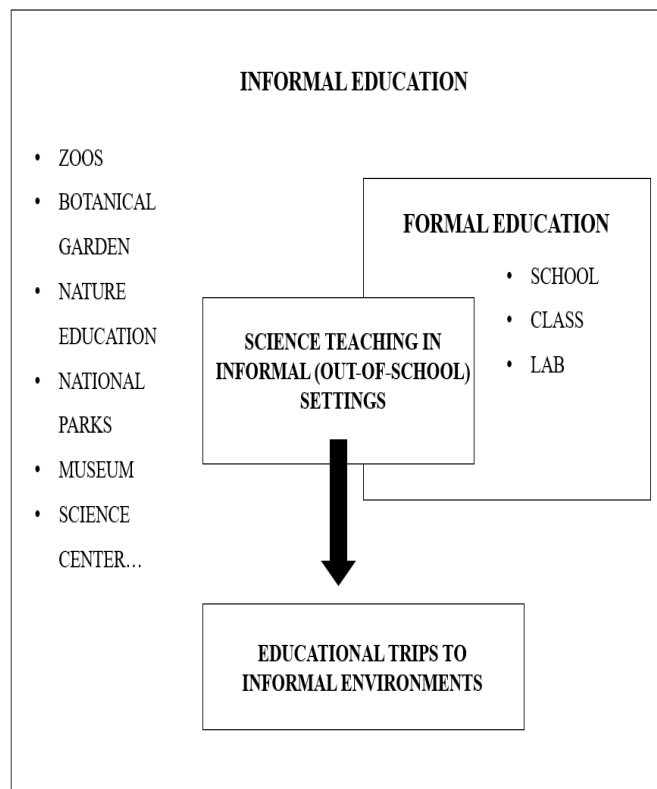 INFORMAL EDUCATION
• ZOOS
• BOTANICAL
GARDEN
• NATURE
EDUCATION
• NATIONAL
PARKS
• MUSEUM
• SCIENCE
CENTER…
FORMAL EDUCATION
• SCHOOL
• CLASS
• LAB
SCIENCE TEACHING IN
INFORMAL (OUT-OF-SCHOOL)
SETTINGS
EDUCATIONAL TRIPS TO
INFORMAL ENVIRONMENTS